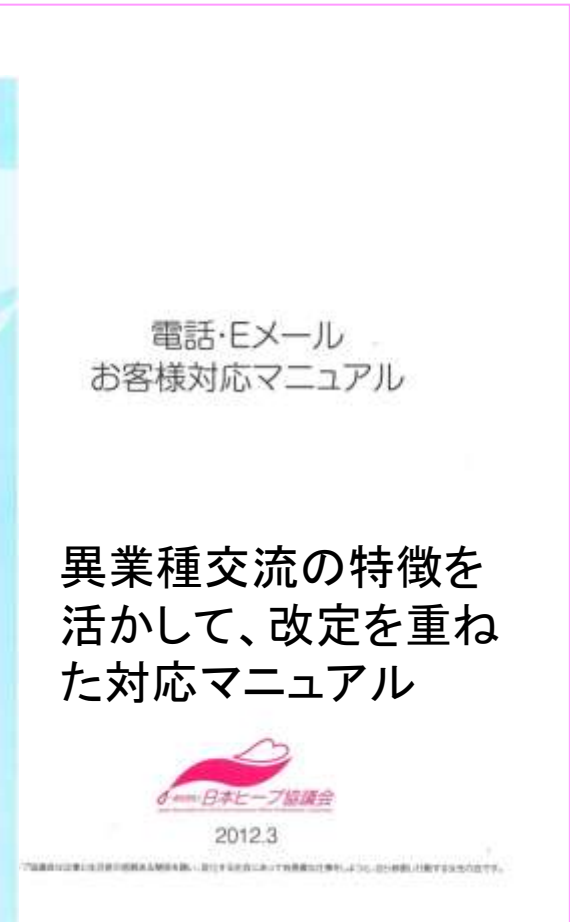 電話・Eメール
お客様対応マニュアル
異業種交流の特徴を
活かして、改定を重ね
た対応マニュアル
日本ヒーブ協議会
2012.3